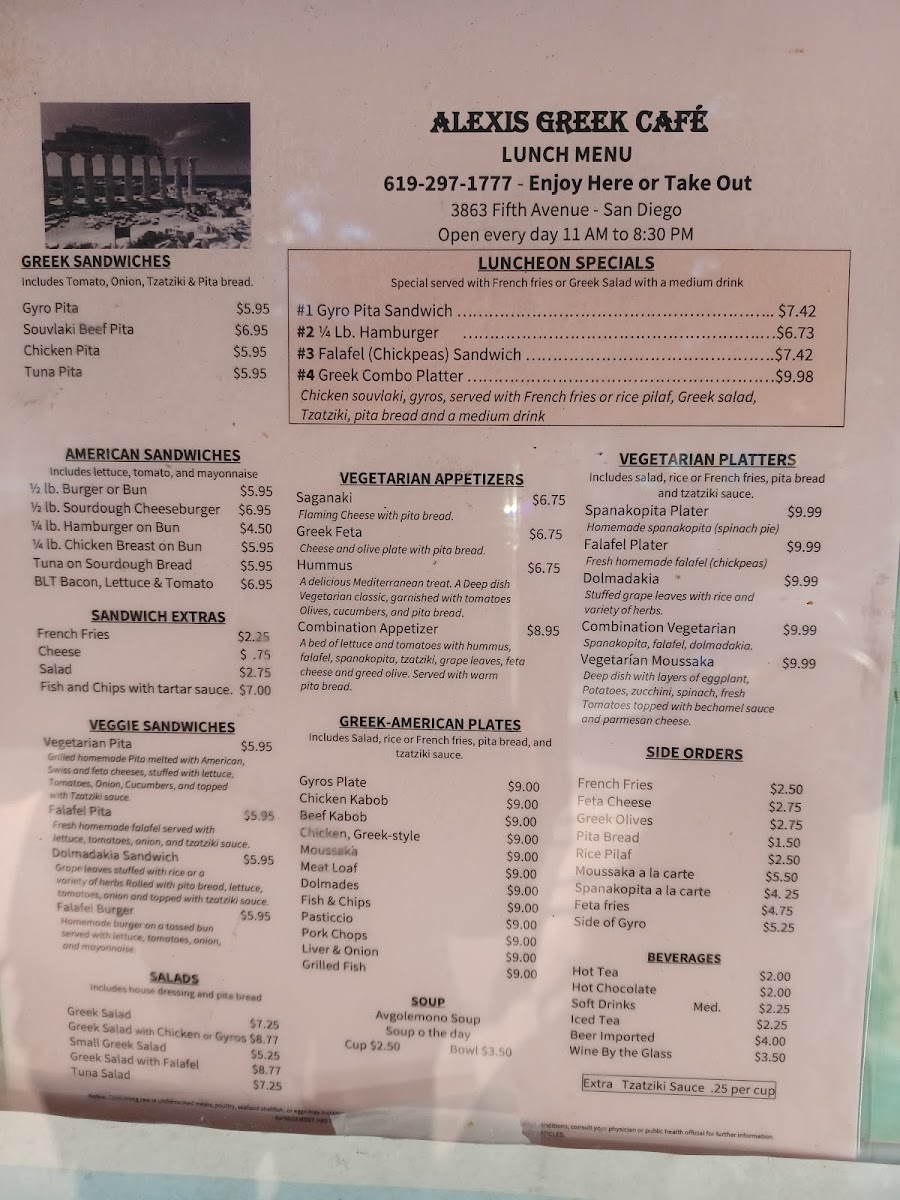 ALEXIS GREEK CAFÉ
LUNCH MENU
619-297-1777 - Enjoy Here or Take Out
3863 Fifth Avenue - San Diego
Open every day 11 AM to 8:30 PM
GREEK SANDWICHES
Includes Tomato, Onion, Tzatziki & Pita bread.
Gyro Pita $5.95
Souvlaki Beef Pita $6.95
Chicken Pita $5.95
Tuna Pita $5.95
LUNCHEON SPECIALS
Special served with French fries or Greek Salad with a medium drink
#1 Gyro Pita Sandwich ........ $7.42
#2 ¼ Lb. Hamburger ........ $6.73
#3 Falafel (Chickpeas) Sandwich ........ $7.42
#4 Greek Combo Platter ........ $9.98
Chicken souvlaki, gyros, served with French fries or rice pilaf, Greek salad,
Tzatziki, pita bread and a medium drink
AMERICAN SANDWICHES
Includes lettuce, tomato, and mayonnaise
½ lb. Burger or Bun $5.95
½ lb. Sourdough Cheeseburger $6.95
¼ lb. Hamburger on Bun $4.50
¼ lb. Chicken Breast on Bun $5.95
Tuna on Sourdough Bread $5.95
BLT Bacon, Lettuce & Tomato $6.95
SANDWICH EXTRAS
French Fries $2.25
Cheese $ .75
Salad $2.75
Fish and Chips with tartar sauce. $7.00
VEGGIE SANDWICHES
Vegetarian Pita $5.95
Grilled homemade Pita melted with American,
Swiss and feta cheeses, stuffed with lettuce,
Tomatoes, Onion, Cucumbers, and topped
with Tzatziki sauce.
Falafel Pita $5.95
Fresh homemade falafel served with
lettuce, tomatoes, onion, and tzatziki sauce.
Dolmadakia Sandwich $5.95
Grape leaves stuffed with rice or a
variety of herbs Rolled with pita bread, lettuce,
tomatoes, onion and topped with tzatziki sauce.
Falafel Burger $5.95
Homemade burger on a tossed bun
served with lettuce, tomatoes, onion,
and mayonnaise.
SALADS
Includes house dressing and pita bread
Greek Salad $7.25
Greek Salad with Chicken or Gyros $8.77
Small Greek Salad $5.25
Greek Salad with Falafel $8.77
Tuna Salad $7.25
VEGETARIAN APPETIZERS
Saganaki $6.75
Flaming Cheese with pita bread.
Greek Feta $6.75
Cheese and olive plate with pita bread.
Hummus $6.75
A delicious Mediterranean treat. A Deep dish
Vegetarian classic, garnished with tomatoes
Olives, cucumbers, and pita bread.
Combination Appetizer $8.95
A bed of lettuce and tomatoes with hummus,
falafel, spanakopita, tzatziki, grape leaves, feta
cheese and greed olive. Served with warm
pita bread.
GREEK-AMERICAN PLATES
Includes Salad, rice or French fries, pita bread, and
tzatziki sauce.
Gyros Plate $9.00
Chicken Kabob $9.00
Beef Kabob $9.00
Chicken, Greek-style $9.00
Moussaka $9.00
Meat Loaf $9.00
Dolmades $9.00
Fish & Chips $9.00
Pasticcio $9.00
Pork Chops $9.00
Liver & Onion $9.00
Grilled Fish $9.00
SOUP
Avgolemono Soup
Soup o the day
Cup $2.50 Bowl $3.50
VEGETARIAN PLATTERS
Includes salad, rice or French fries, pita bread
and tzatziki sauce.
Spanakopita Plater $9.99
Homemade spanakopita (spinach pie)
Falafel Plater $9.99
Fresh homemade falafel (chickpeas)
Dolmadakia $9.99
Stuffed grape leaves with rice and
variety of herbs.
Combination Vegetarian $9.99
Spanakopita, falafel, dolmadakia.
Vegetarian Moussaka $9.99
Deep dish with layers of eggplant,
Potatoes, zucchini, spinach, fresh
Tomatoes topped with bechamel sauce
and parmesan cheese.
SIDE ORDERS
French Fries $2.50
Feta Cheese $2.75
Greek Olives $2.75
Pita Bread $1.50
Rice Pilaf $2.50
Moussaka a la carte $5.50
Spanakopita a la carte $4. 25
Feta fries $4.75
Side of Gyro $5.25
BEVERAGES
Hot Tea $2.00
Hot Chocolate $2.00
Soft Drinks Med. $2.25
Iced Tea $2.25
Beer Imported $4.00
Wine By the Glass $3.50
Extra Tzatziki Sauce .25 per cup
Notice: Consuming raw or undercooked meats, poultry, seafood shellfish, or eggs may
conditions, consult your physician or public health official for further information.